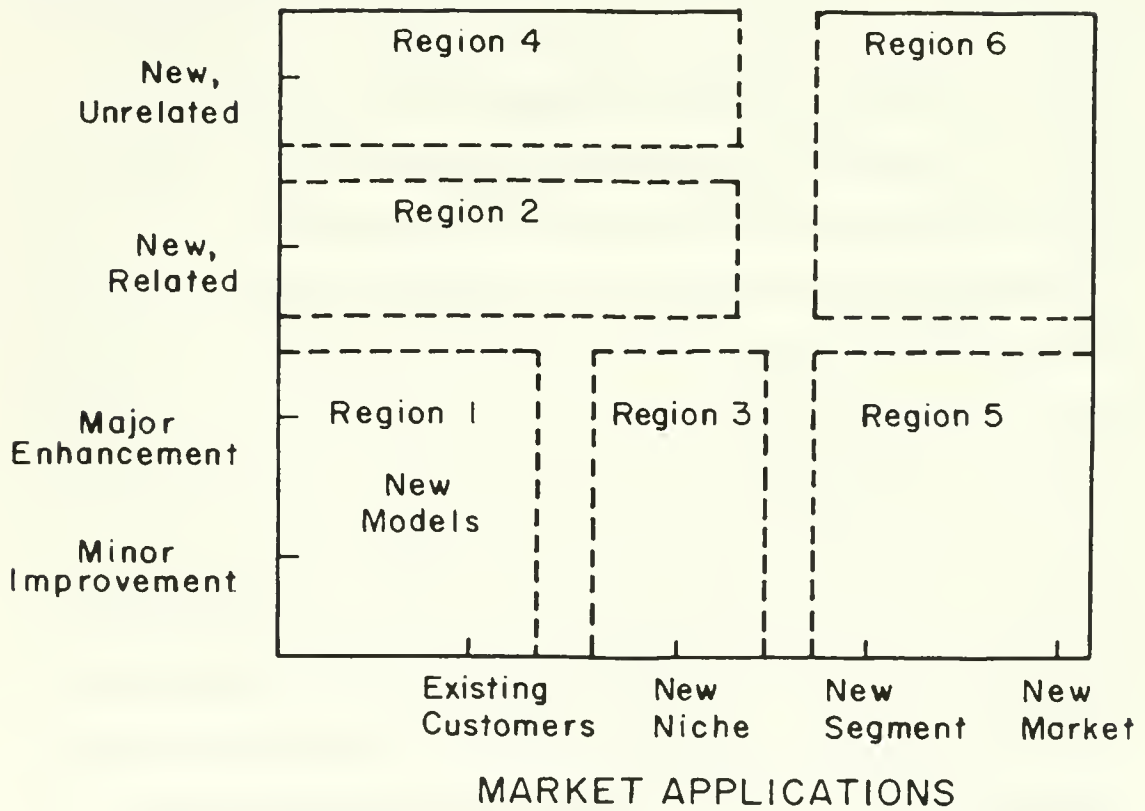 Region 4
Region 6
New,
Unrelated
Region 2
New,
Related
Region 1
Region 3
Region 5
Major
Enhancement
New
Models
Minor
Improvement
Existing
Customers
New
Niche
New
Segment
New
Market
MARKET APPLICATIONS